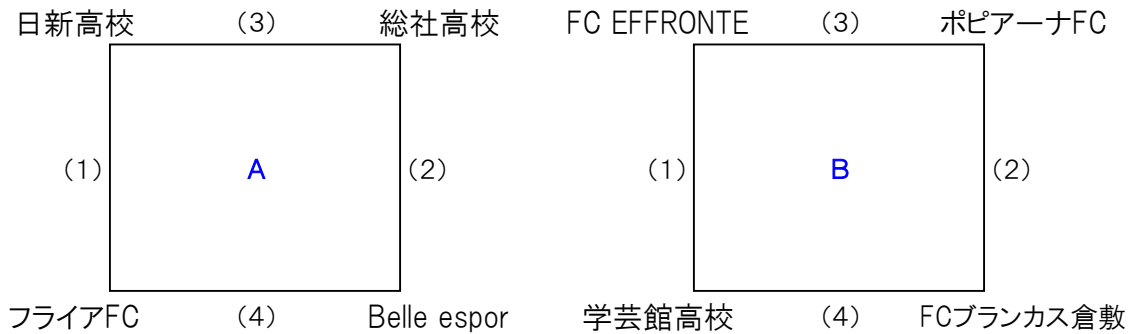 日新高校 (3) 総社高校 FC EFFRONTE (3) ポピアーナFC
(1) A (2) (1) B (2)
フライアFC (4) Belle espor 学芸館高校 (4) FCブランカス倉敷